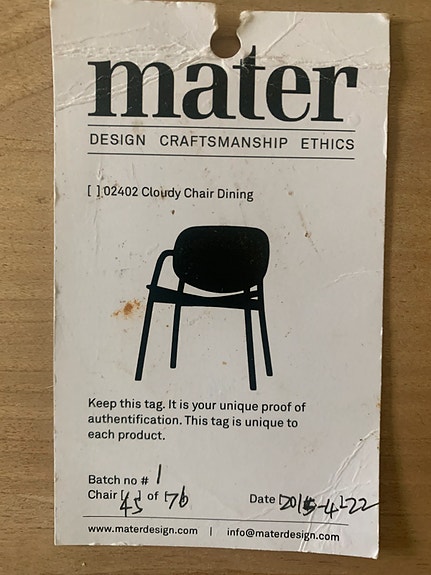 mater
DESIGN CRAFTSMANSHIP ETHICS
[ ] 02402 Cloudy Chair Dining
Keep this tag. It is your unique proof of
authentification. This tag is unique to
each product.
Batch no # 1
Chair [45] of [76] Date 2015-4-22
www.materdesign.com | info@materdesign.com